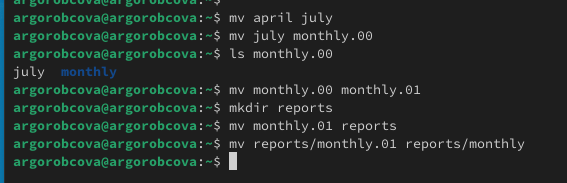 argorobcova@argorobcova:~$ mv april july
argorobcova@argorobcova:~$ mv july monthly.00
argorobcova@argorobcova:~$ ls monthly.00
july  monthly
argorobcova@argorobcova:~$ mv monthly.00 monthly.01
argorobcova@argorobcova:~$ mkdir reports
argorobcova@argorobcova:~$ mv monthly.01 reports
argorobcova@argorobcova:~$ mv reports/monthly.01 reports/monthly
argorobcova@argorobcova:~$